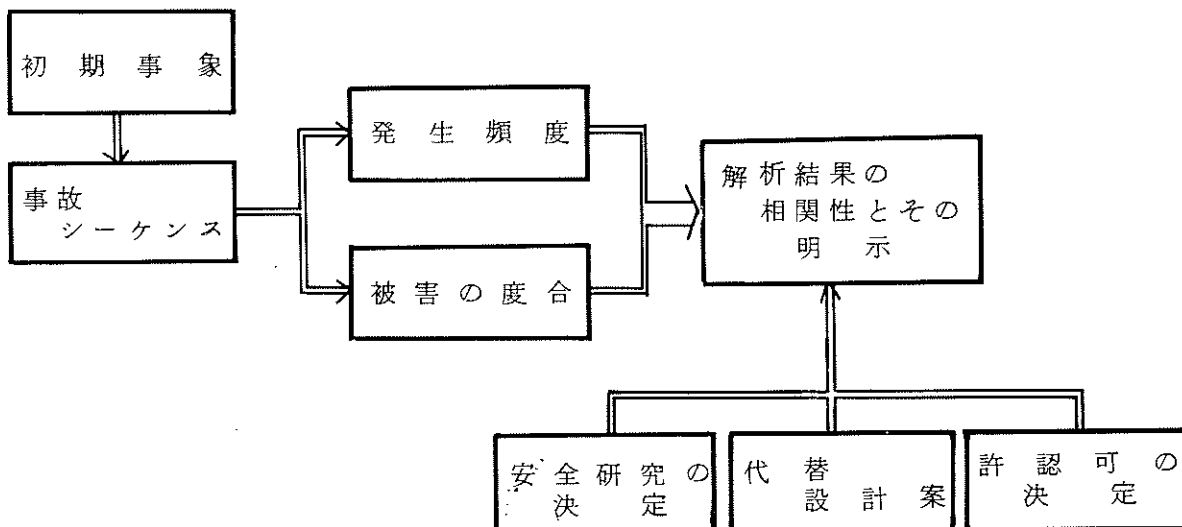 初期事象
事故
シーケンス
発生頻度
被害の度合
解析結果の
相関性とその
明示
安全研究の
決定
代替
設計案
許認可の
決定